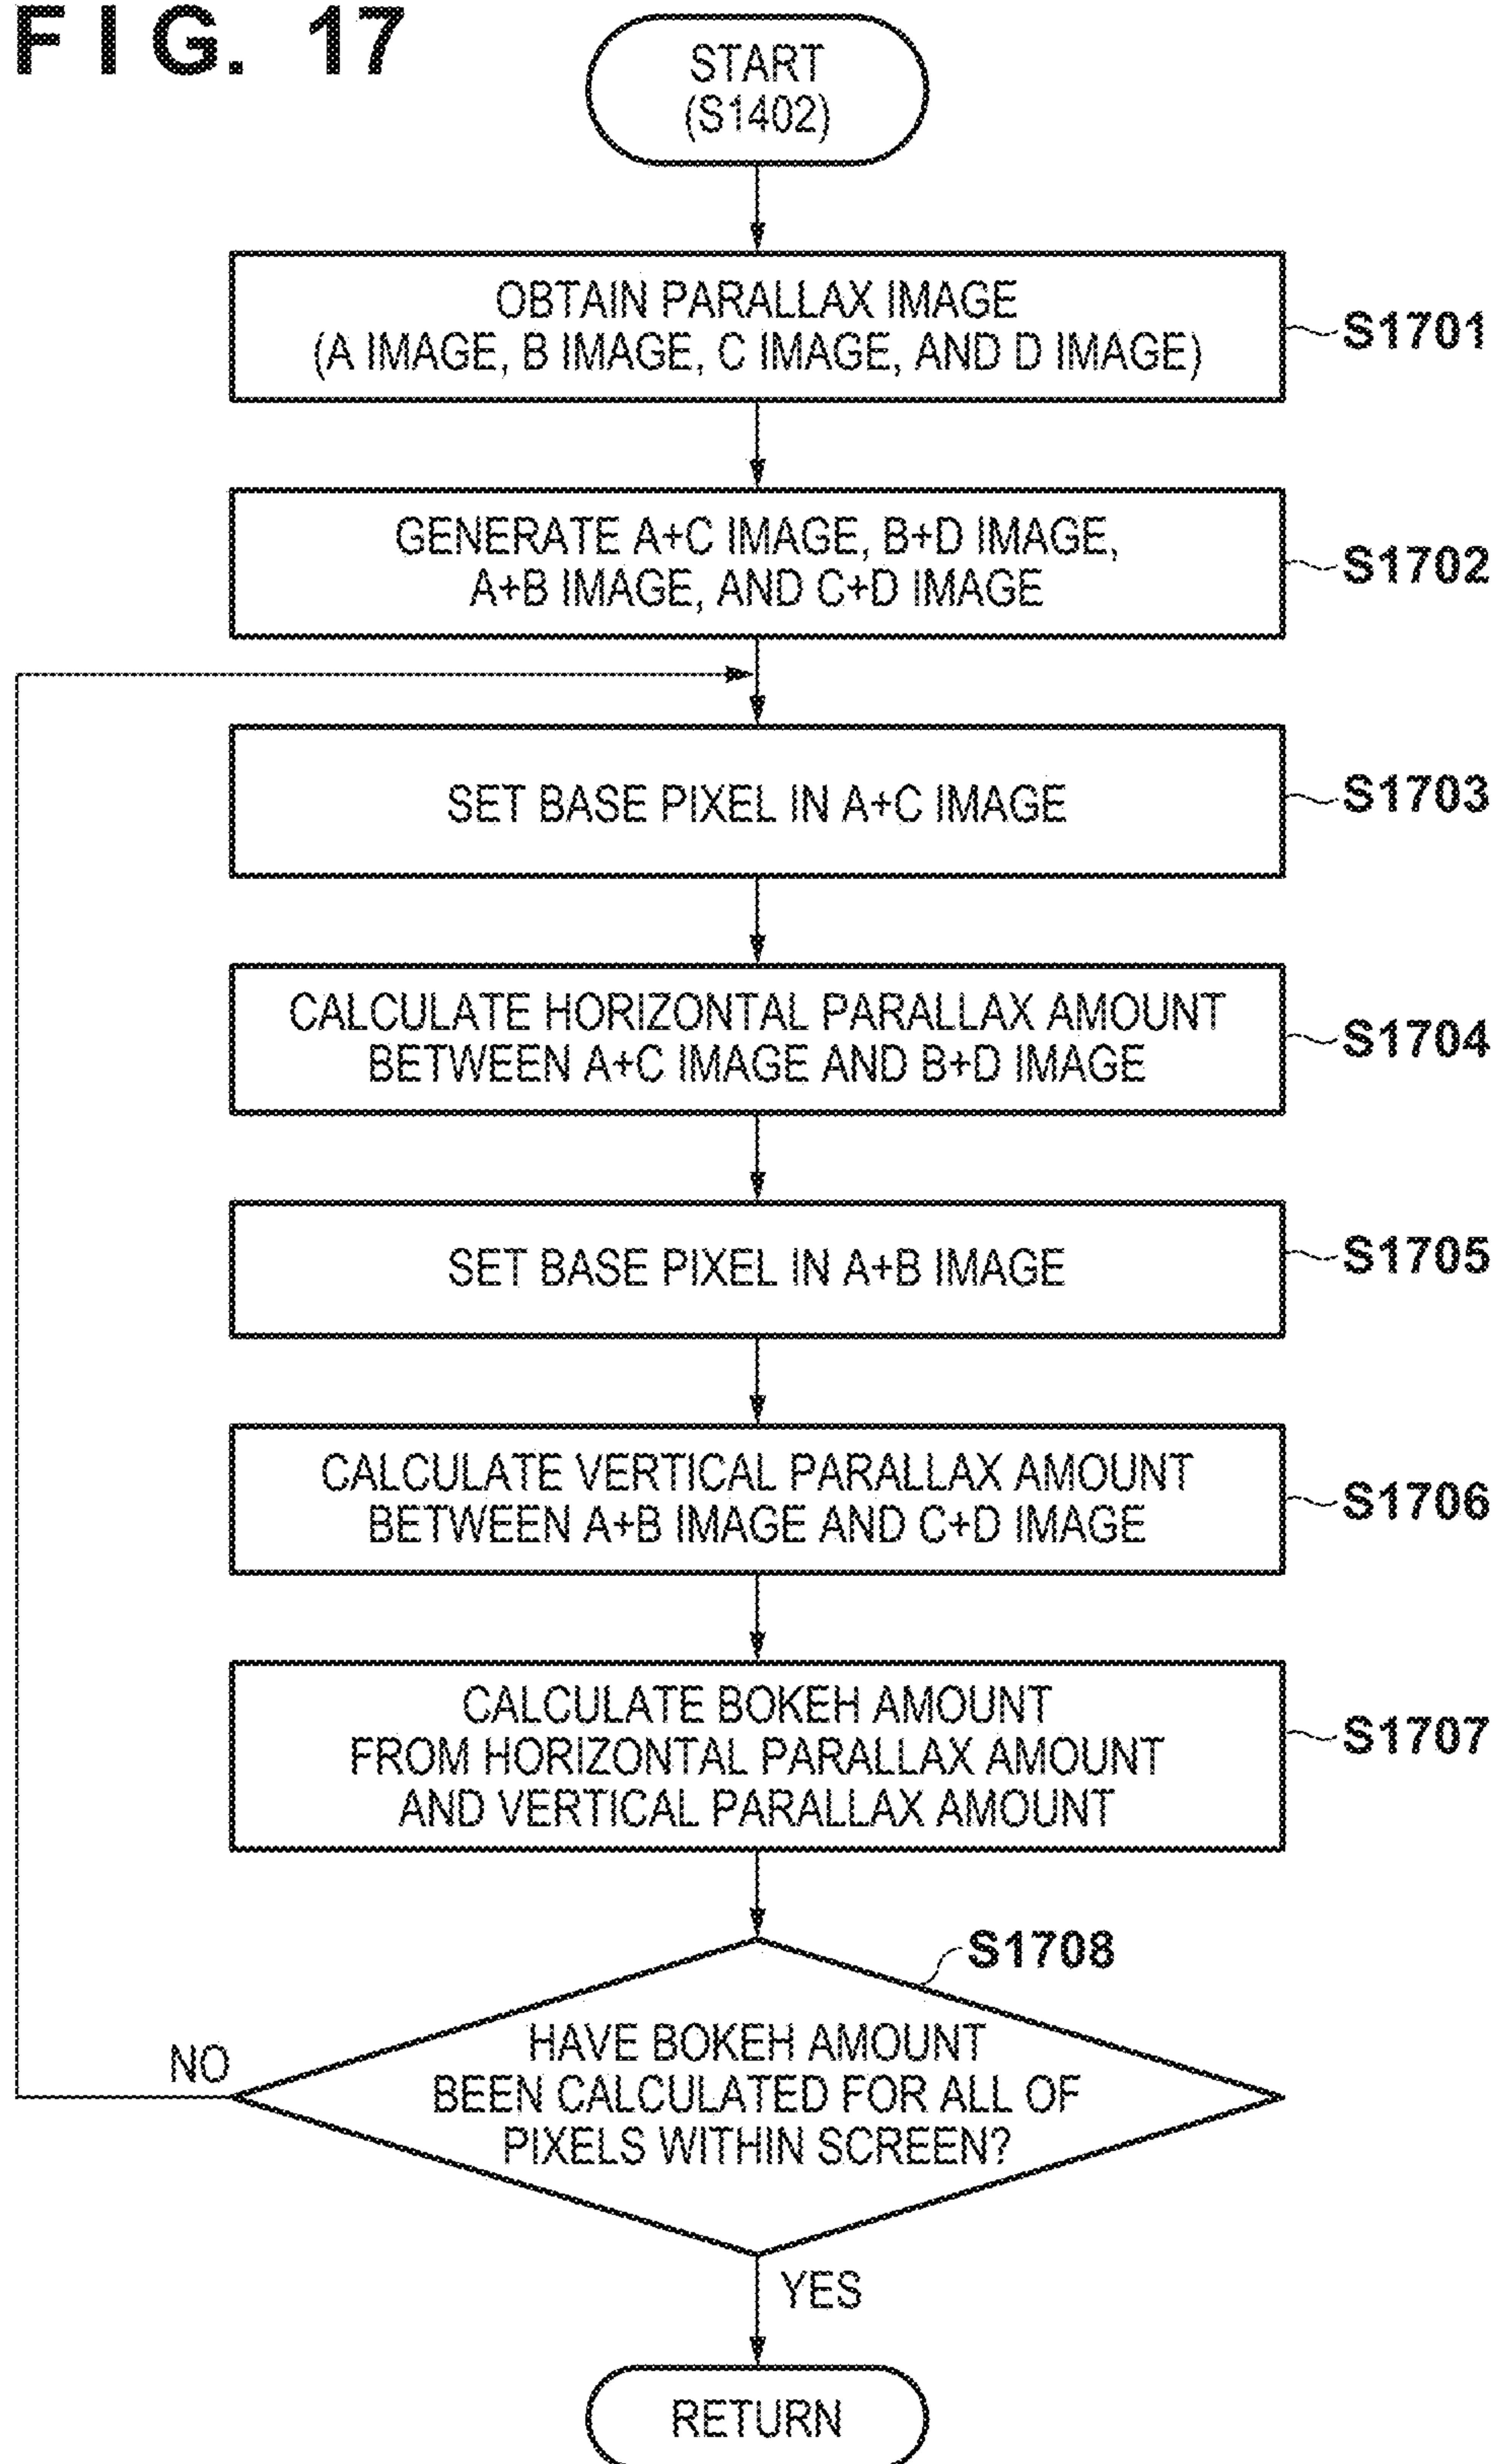 FIG. 17
START
(S1402)
OBTAIN PARALLAX IMAGE
(A IMAGE, B IMAGE, C IMAGE, AND D IMAGE)
S1701
GENERATE A+C IMAGE, B+D IMAGE,
A+B IMAGE, AND C+D IMAGE
S1702
SET BASE PIXEL IN A+C IMAGE
S1703
CALCULATE HORIZONTAL PARALLAX AMOUNT
BETWEEN A+C IMAGE AND B+D IMAGE
S1704
SET BASE PIXEL IN A+B IMAGE
S1705
CALCULATE VERTICAL PARALLAX AMOUNT
BETWEEN A+B IMAGE AND C+D IMAGE
S1706
CALCULATE BOKEH AMOUNT
FROM HORIZONTAL PARALLAX AMOUNT
AND VERTICAL PARALLAX AMOUNT
S1707
S1708
HAVE BOKEH AMOUNT
BEEN CALCULATED FOR ALL OF
PIXELS WITHIN SCREEN?
NO
YES
RETURN